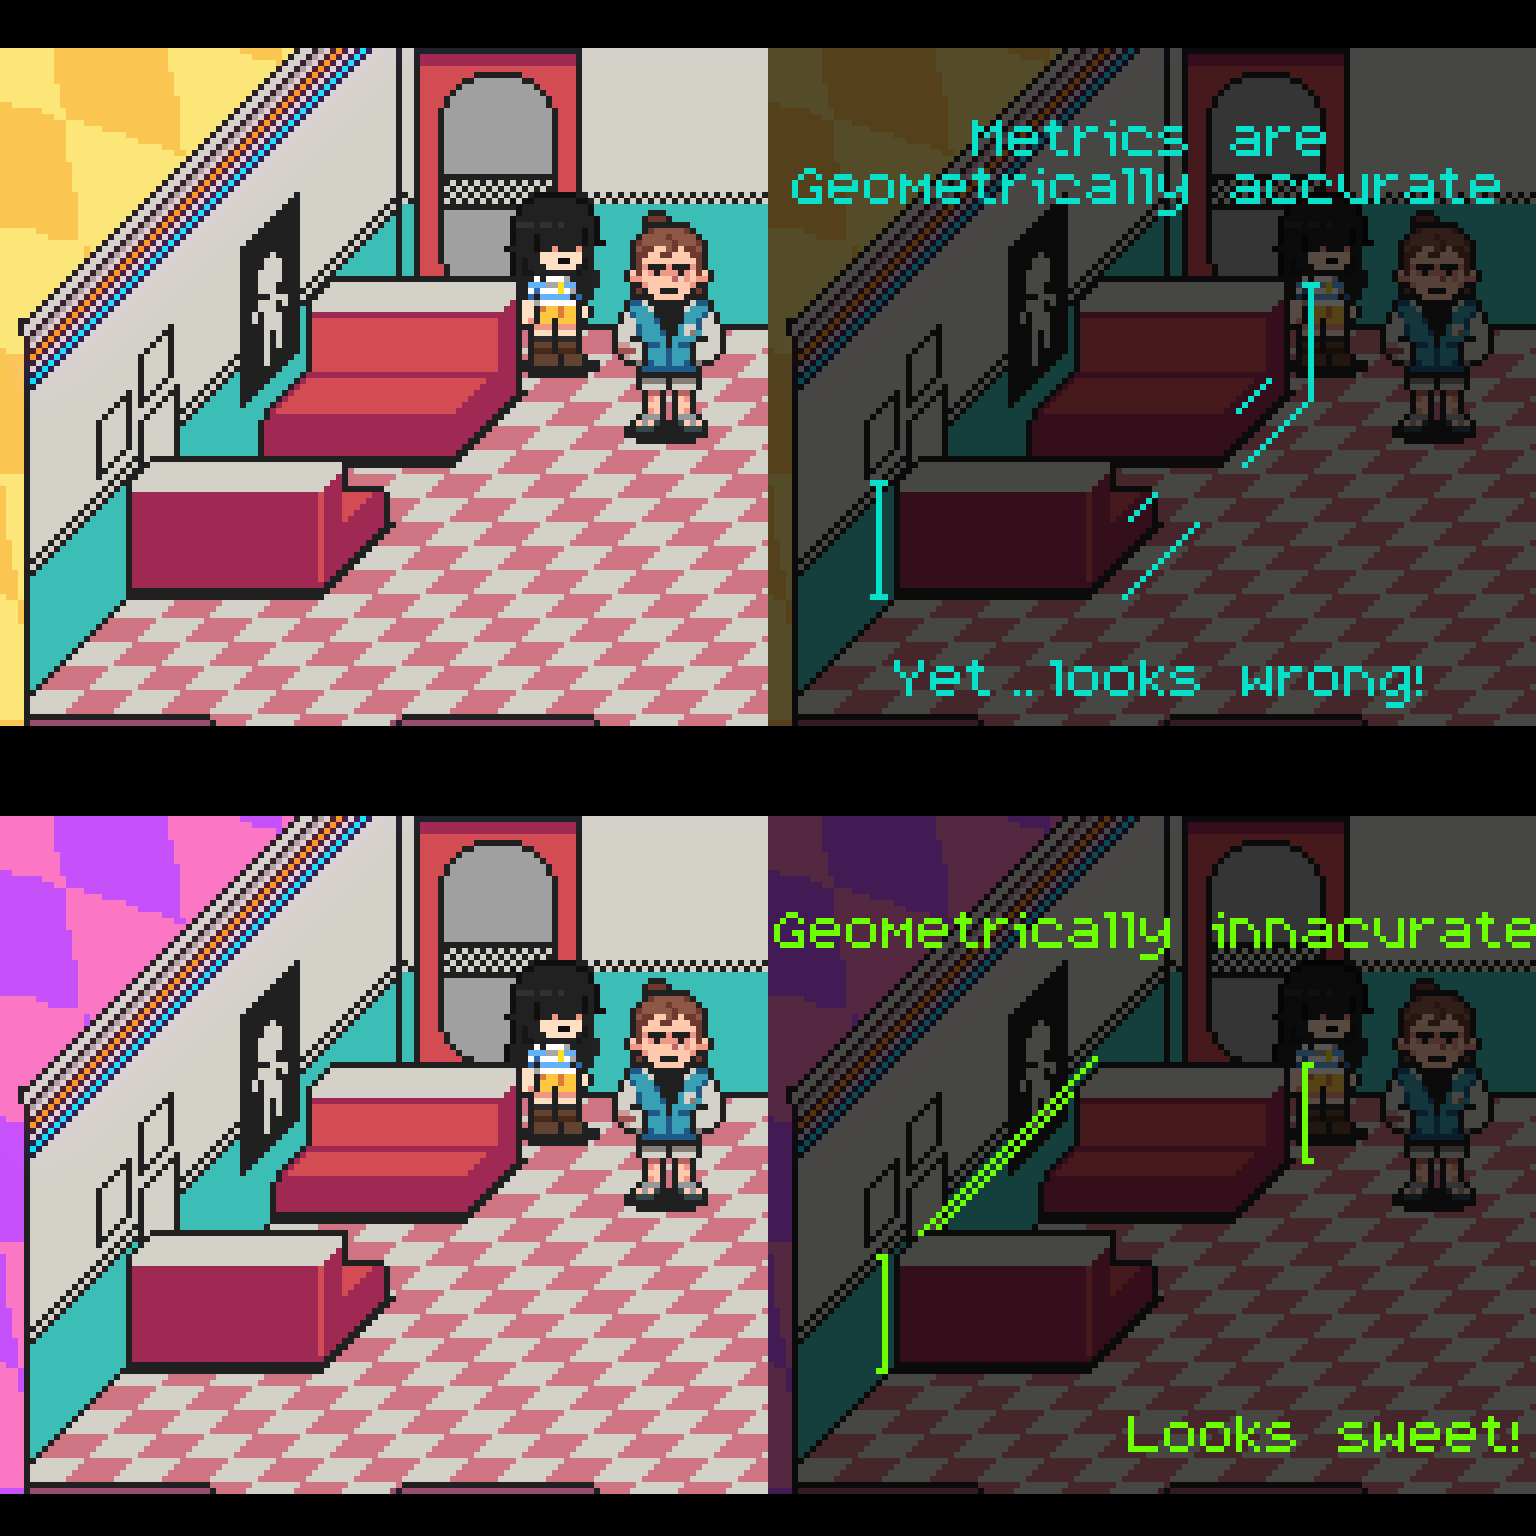 Metrics are
Geometrically accurate
Yet .. looks wrong!
Geometrically innacurate
Looks sweet!